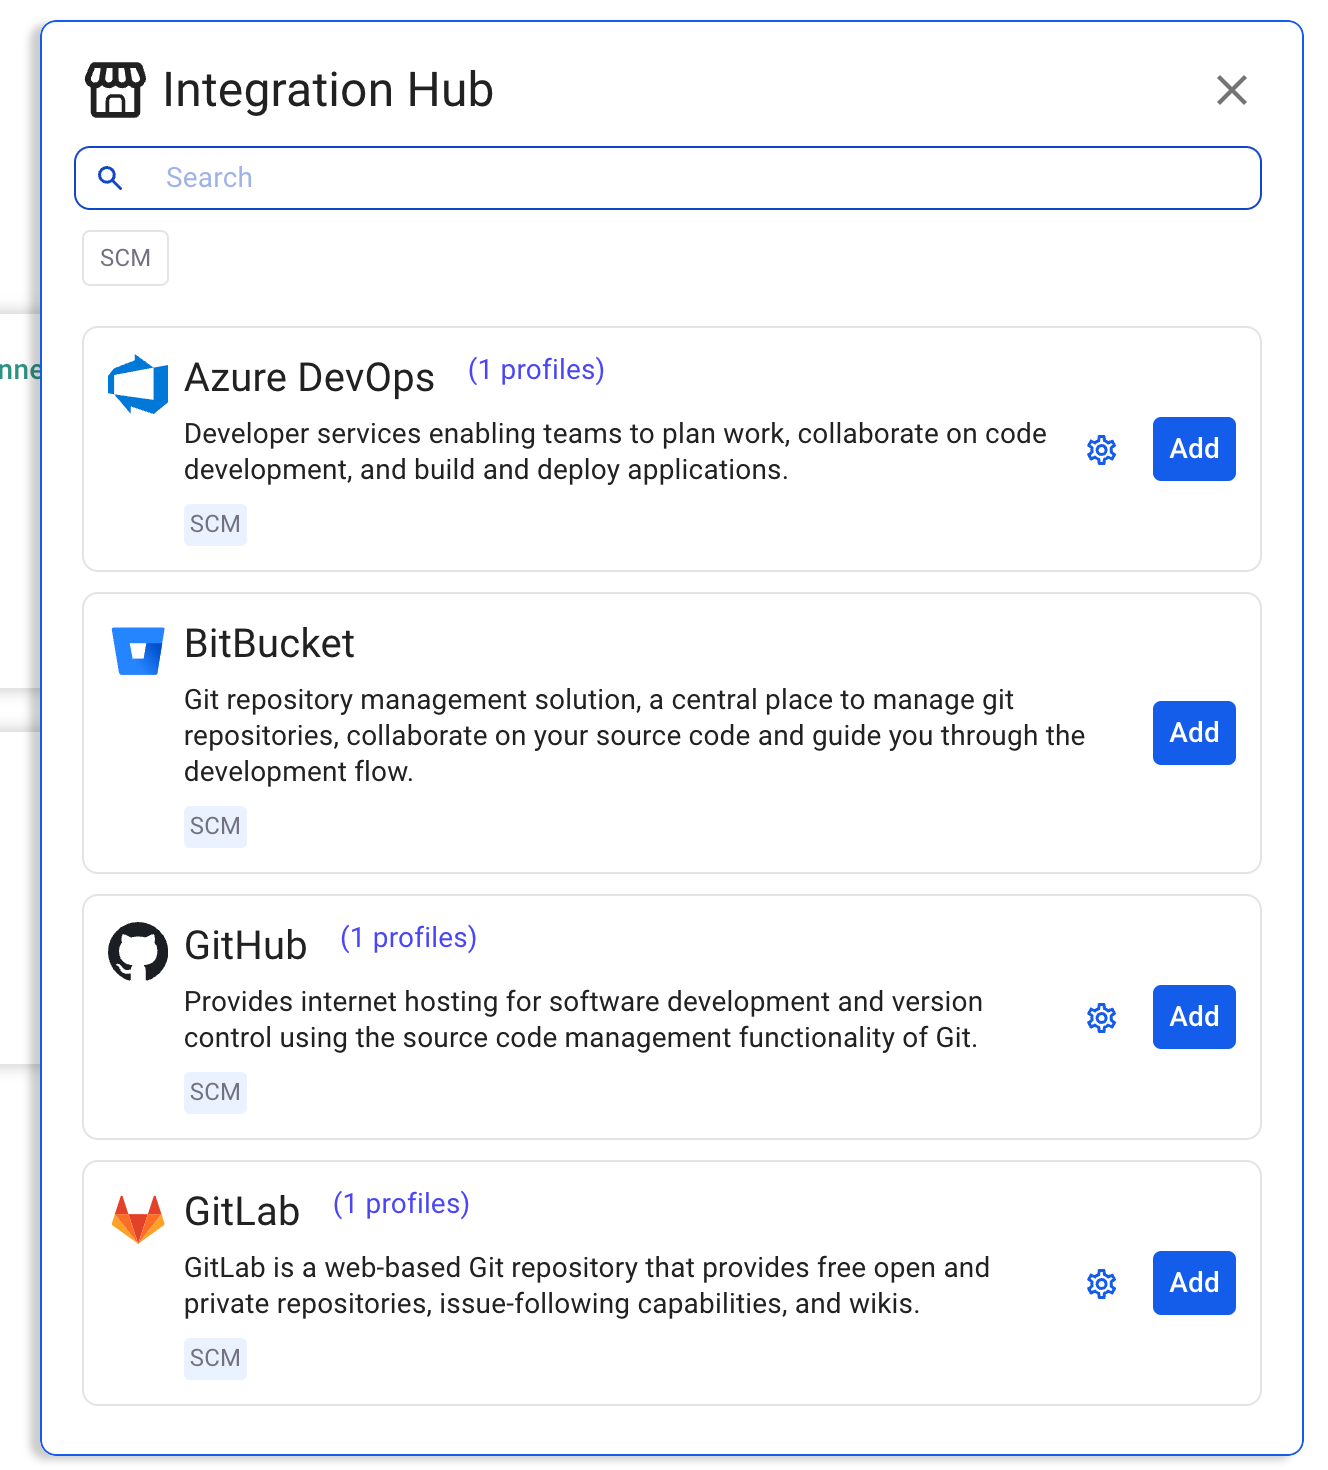 Integration Hub
Search
SCM
nne
Azure DevOps (1 profiles)
Developer services enabling teams to plan work, collaborate on code
development, and build and deploy applications.
Add
SCM
BitBucket
Git repository management solution, a central place to manage git
repositories, collaborate on your source code and guide you through the
development flow.
Add
SCM
GitHub (1 profiles)
Provides internet hosting for software development and version
control using the source code management functionality of Git.
Add
SCM
GitLab (1 profiles)
GitLab is a web-based Git repository that provides free open and
private repositories, issue-following capabilities, and wikis.
Add
SCM